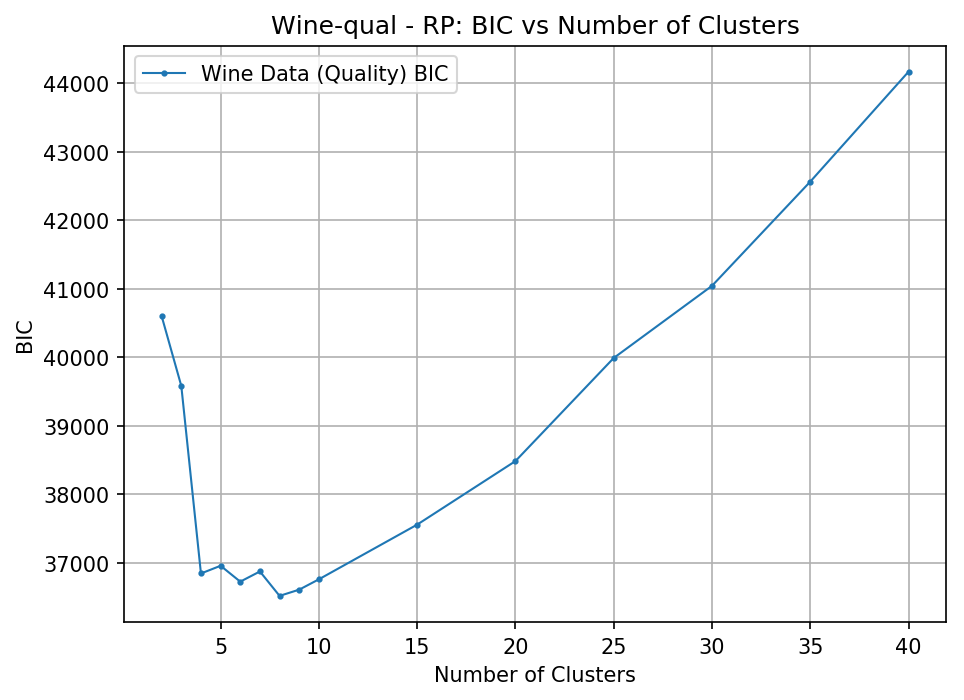 Wine-qual - RP: BIC vs Number of Clusters
Wine Data (Quality) BIC
44000
43000
42000
41000
40000
39000
38000
37000
BIC
5 10 15 20 25 30 35 40
Number of Clusters